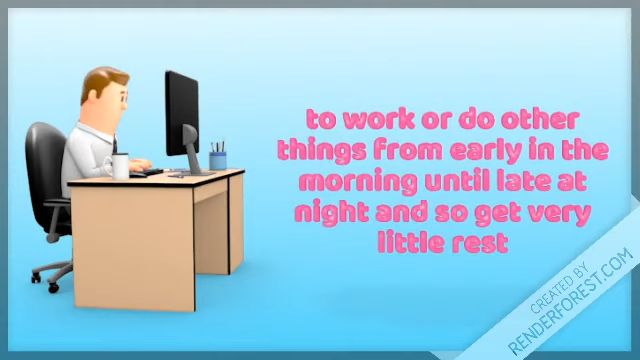 to work or do other
things from early in the
morning until late at
night and so get very
little rest
CREATED BY
RENDERFOREST.COM